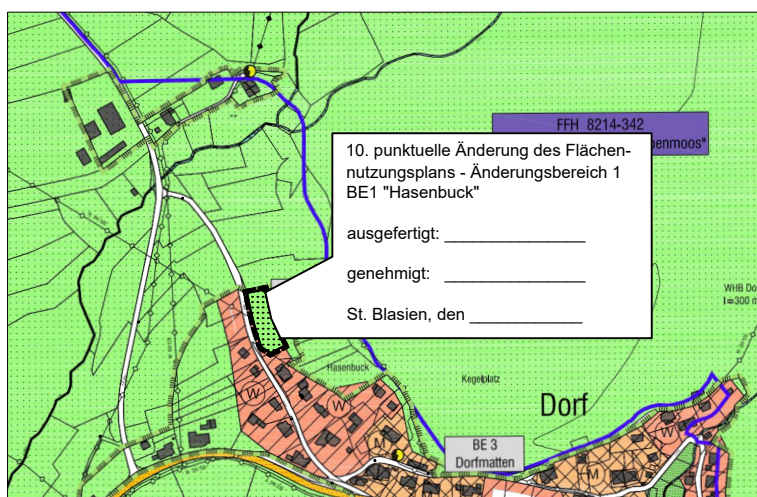 FFH 8214-342
10. punktuelle Änderung des Flächen-
nutzungsplans - Änderungsbereich 1
BE1 "Hasenbuck"
ausgefertigt: _______________
genehmigt: _______________
St. Blasien, den ____________
WHB Do
l=300 m
Hasenbuck
Kegelplatz
Dorf
BE 3
Dorfmatten
W
W
W
M
M